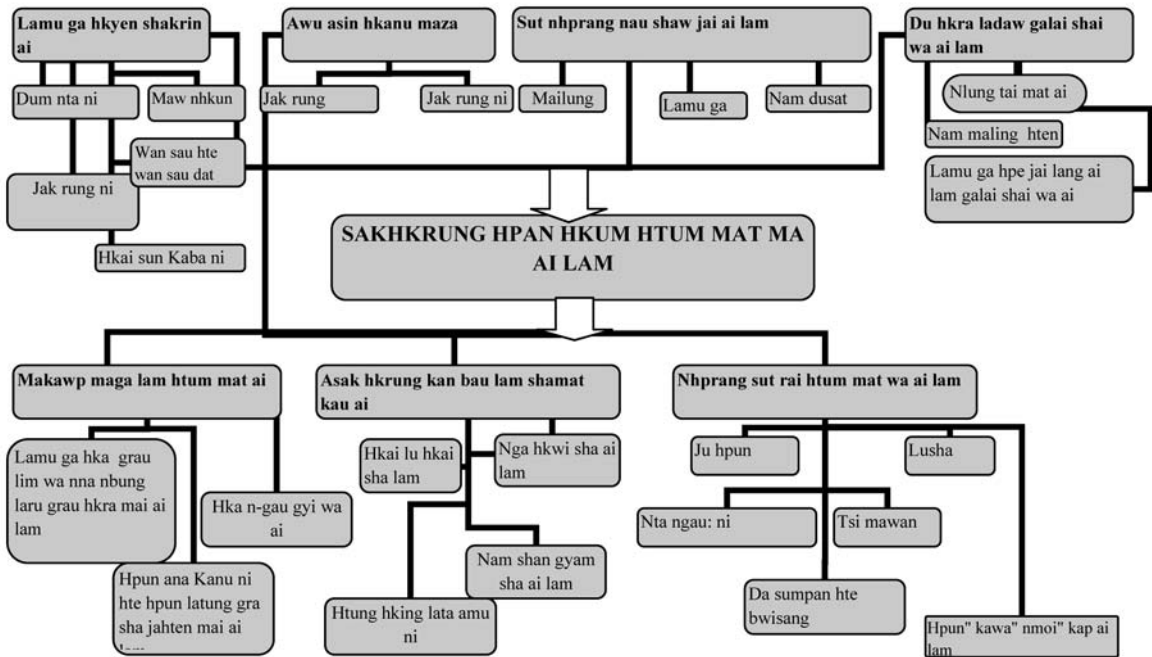 Lamu ga hkyen shakrin
ai
Awu asin hkanu maza
Sut nhprang nau shaw jai ai lam
Du hkra ladaw galai shai
wa ai lam
Dum nta ni
Maw nhkun
Jak rung
Jak rung ni
Mailung
Lamu ga
Nam dusat
Nlung tai mat ai
Nam maling hten
Wan sau hte
wan sau dat
Jak rung ni
Lamu ga hpe jai lang ai
lam galai shai wa ai
Hkai sun Kaba ni
SAKHKRUNG HPAN HKUM HTUM MAT MA
AI LAM
Makawp maga lam htum mat ai
Asak hkrung kan bau lam shamat
kau ai
Nhprang sut rai htum mat wa ai lam
Lamu ga hka grau
lim wa nna nbung
laru grau hkra mai ai
lam
Hka n-gau gyi wa
ai
Hkai lu hkai
sha lam
Nga hkwi sha ai
lam
Ju hpun
Lusha
Nta ngau: ni
Tsi mawan
Hpun ana Kanu ni
hte hpun latung gra
sha jahten mai ai
Htung hking lata amu
ni
Nam shan gyam
sha ai lam
Da sumpan hte
bwisang
Hpun" kawa" nmoi" kap ai
lam